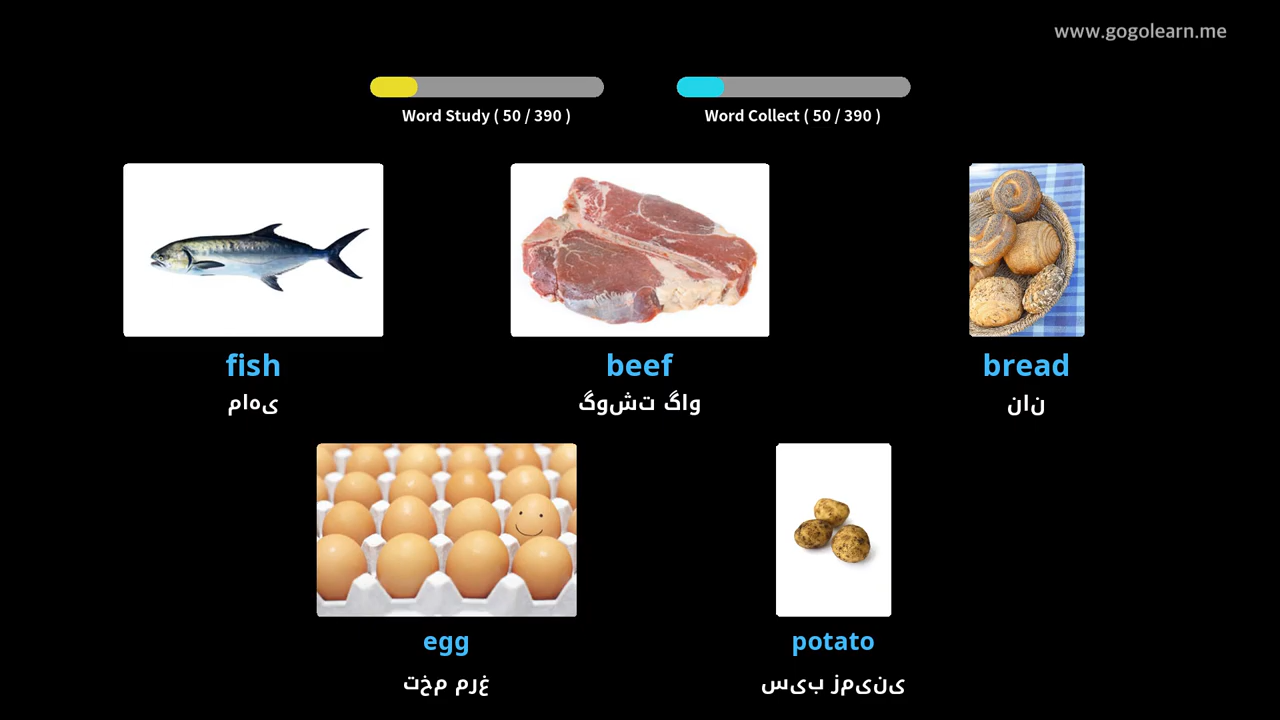 www.gogolearn.me
Word Study ( 50 / 390 )
Word Collect ( 50 / 390 )
fish
ماهی
beef
گوشت گاو
bread
نان
egg
تخم مرغ
potato
سیب زمینی